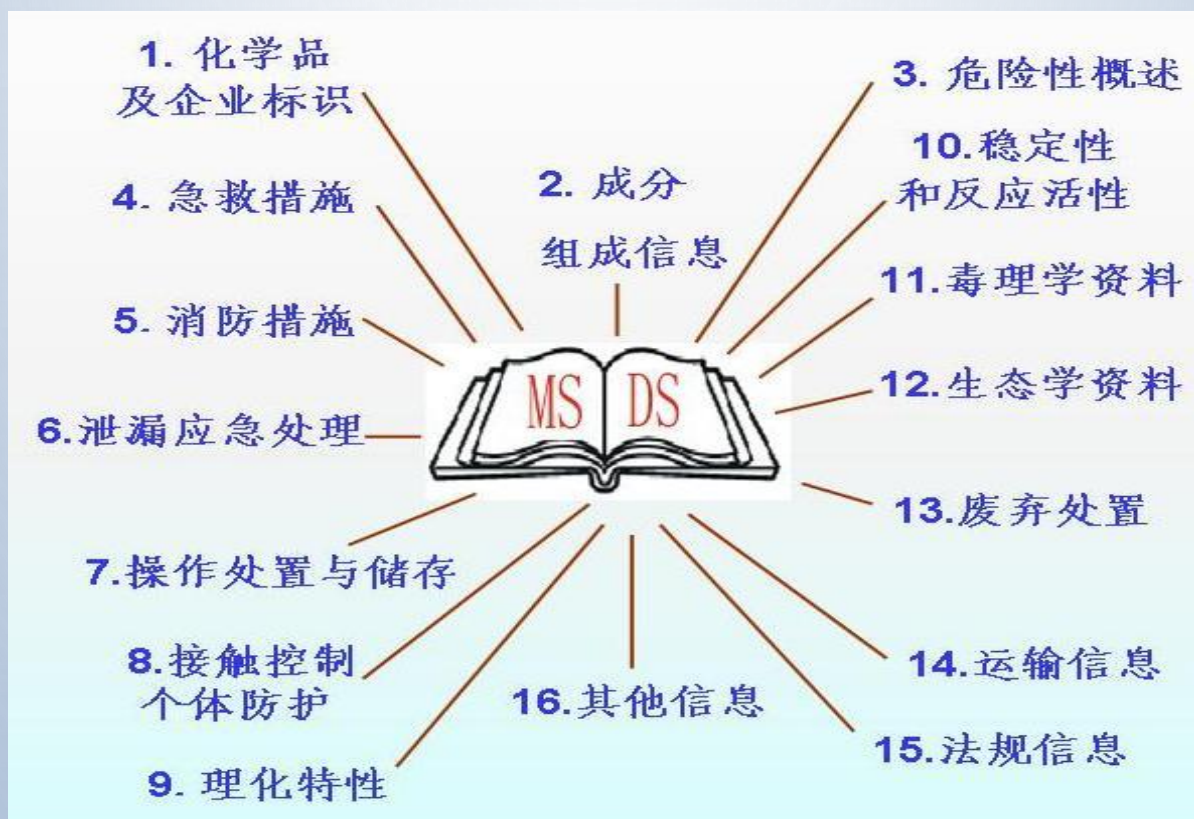 1. 化学品
及企业标识
3. 危险性概述
10.稳定性
和反应活性
4. 急救措施
2. 成分
组成信息
11.毒理学资料
5. 消防措施
12.生态学资料
MS DS
6.泄漏应急处理
13.废弃处置
7.操作处置与储存
8.接触控制
个体防护
14.运输信息
16.其他信息
15.法规信息
9. 理化特性